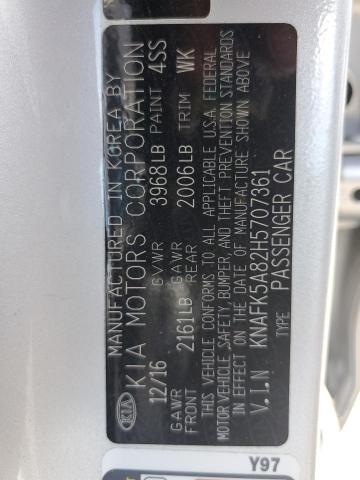 MANUFACTURED IN KOREA BY
KIA MOTORS CORPORATION
12/16 GVWR 3968LB PAINT 4SS
GAWR FRONT 2161LB GAWR REAR 2006LB TRIM WK
THIS VEHICLE CONFORMS TO ALL APPLICABLE U.S.A. FEDERAL
MOTOR VEHICLE SAFETY, BUMPER, AND THEFT PREVENTION STANDARDS
IN EFFECT ON THE DATE OF MANUFACTURE SHOWN ABOVE
V.I.N KNAFK5A82H5707361
TYPE PASSENGER CAR
KIA
Y97